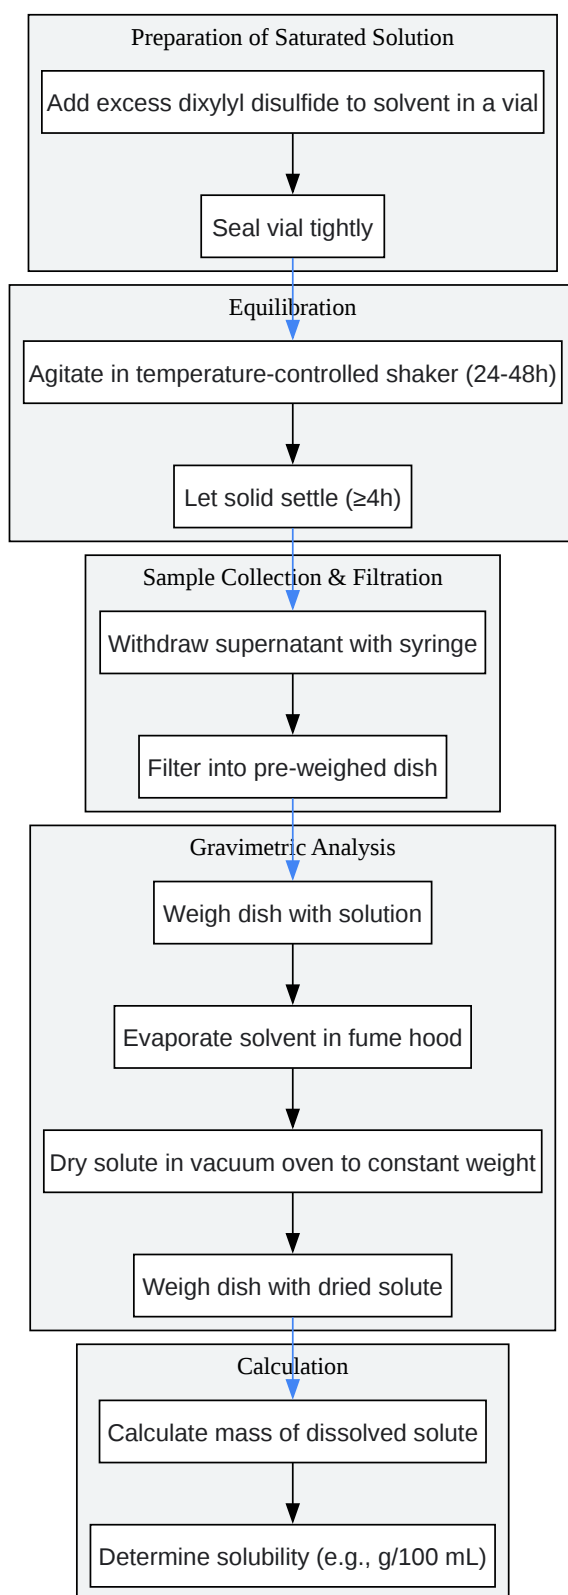 Preparation of Saturated Solution
Add excess dixylyl disulfide to solvent in a vial
Seal vial tightly
Equilibration
Agitate in temperature-controlled shaker (24-48h)
Let solid settle (≥4h)
Sample Collection & Filtration
Withdraw supernatant with syringe
Filter into pre-weighed dish
Gravimetric Analysis
Weigh dish with solution
Evaporate solvent in fume hood
Dry solute in vacuum oven to constant weight
Weigh dish with dried solute
Calculation
Calculate mass of dissolved solute
Determine solubility (e.g., g/100 mL)